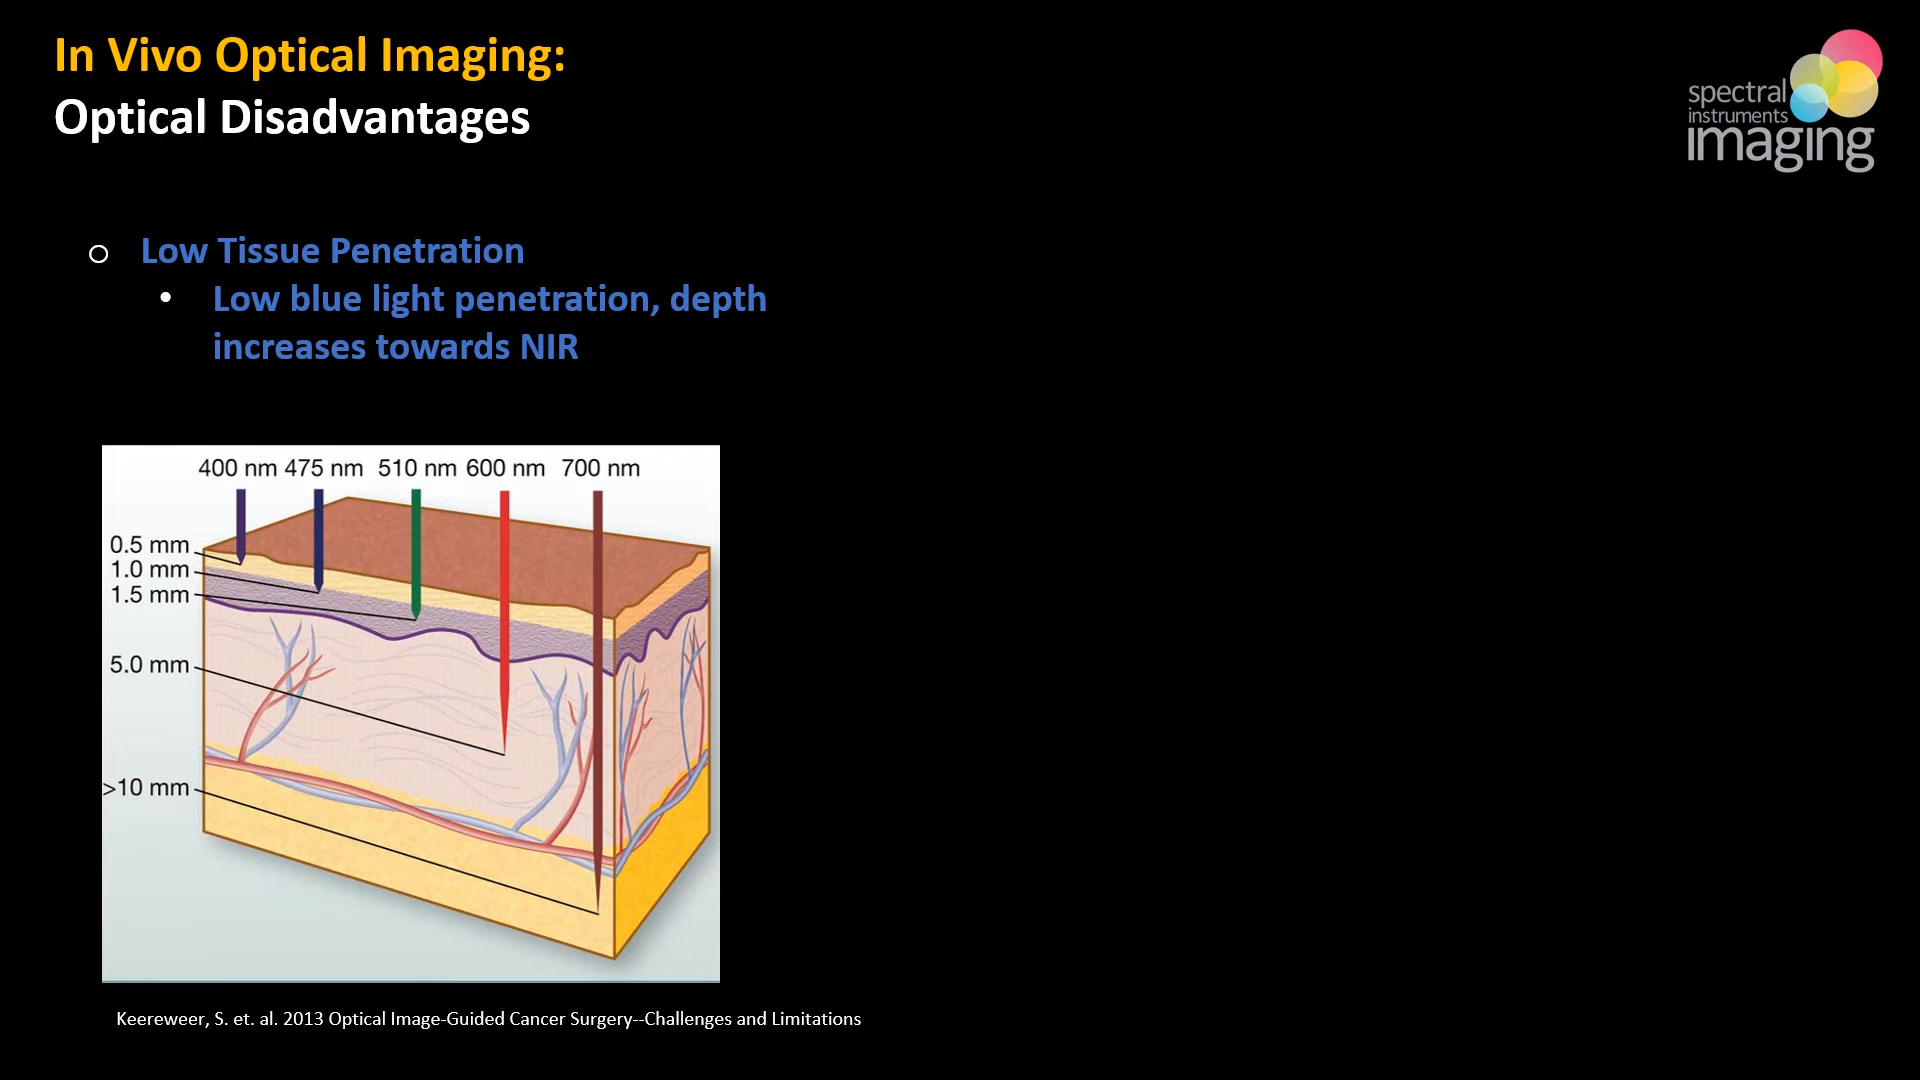 In Vivo Optical Imaging:
Optical Disadvantages
spectral
instruments
imaging
Low Tissue Penetration
Low blue light penetration, depth
increases towards NIR
400 nm 475 nm 510 nm 600 nm 700 nm
0.5 mm
1.0 mm
1.5 mm
5.0 mm
>10 mm
Keereweer, S. et. al. 2013 Optical Image-Guided Cancer Surgery--Challenges and Limitations